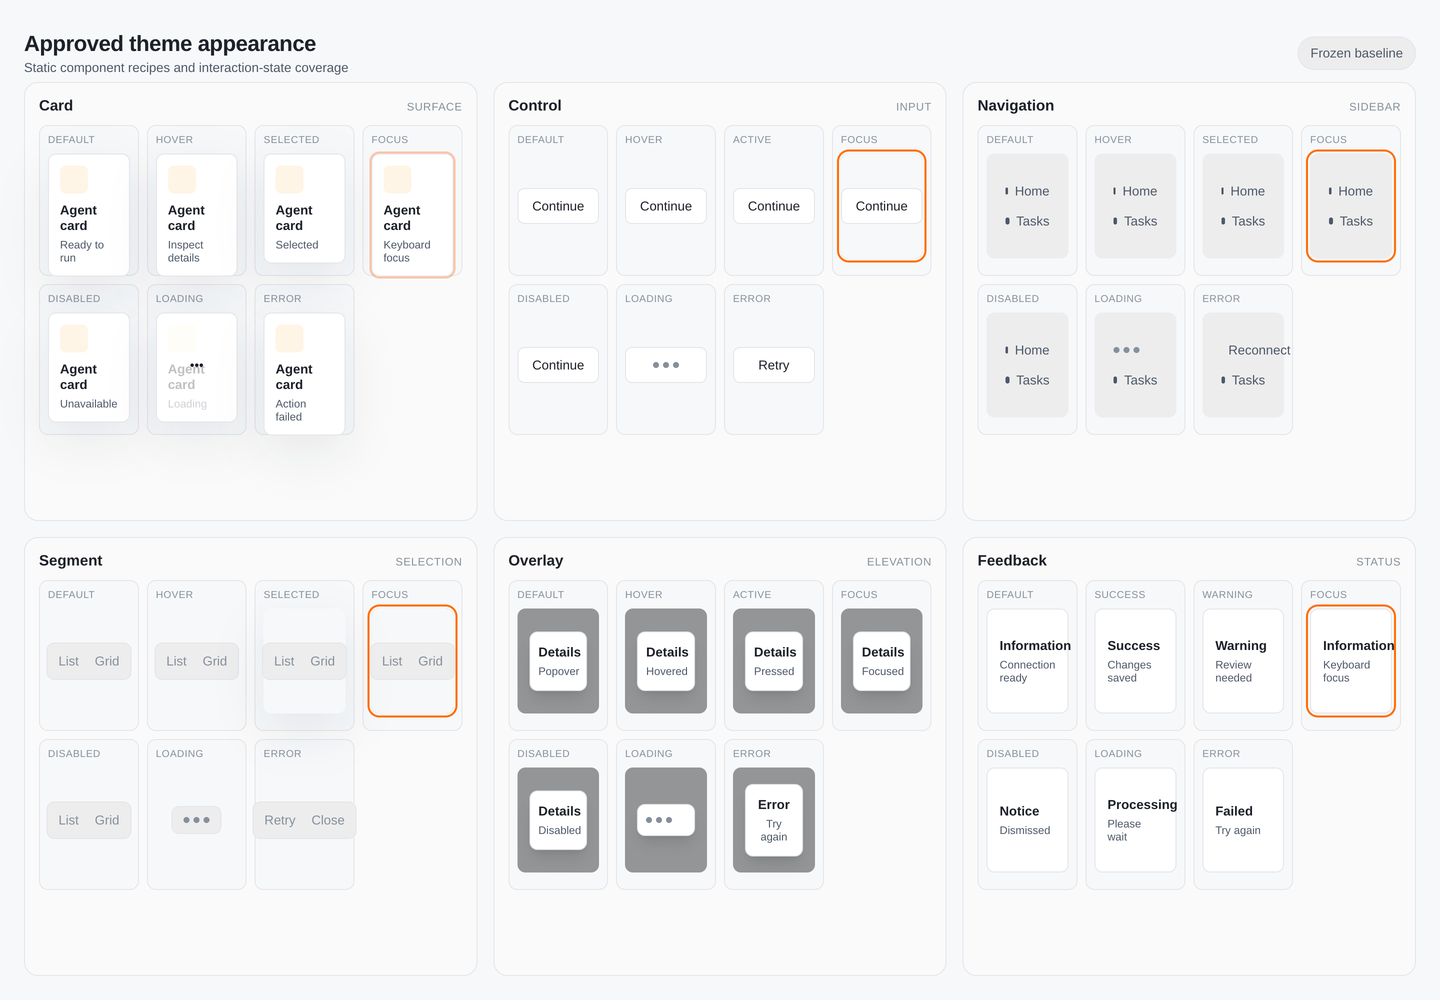 Approved theme appearance
Static component recipes and interaction-state coverage
Frozen baseline
Card
SURFACE
DEFAULT
Agent
card
Ready to
run
HOVER
Agent
card
Inspect
details
SELECTED
Agent
card
Selected
FOCUS
Agent
card
Keyboard
focus
DISABLED
Agent
card
Unavailable
LOADING
Agent
card
Loading
ERROR
Agent
card
Action
failed
Control
INPUT
DEFAULT
Continue
HOVER
Continue
ACTIVE
Continue
FOCUS
Continue
DISABLED
Continue
LOADING
ERROR
Retry
Navigation
SIDEBAR
DEFAULT
Home
Tasks
HOVER
Home
Tasks
SELECTED
Home
Tasks
FOCUS
Home
Tasks
DISABLED
Home
Tasks
LOADING
Tasks
ERROR
Reconnect
Tasks
Segment
SELECTION
DEFAULT
List Grid
HOVER
List Grid
SELECTED
List Grid
FOCUS
List Grid
DISABLED
List Grid
LOADING
ERROR
Retry Close
Overlay
ELEVATION
DEFAULT
Details
Popover
HOVER
Details
Hovered
ACTIVE
Details
Pressed
FOCUS
Details
Focused
DISABLED
Details
Disabled
LOADING
ERROR
Error
Try
again
Feedback
STATUS
DEFAULT
Information
Connection
ready
SUCCESS
Success
Changes
saved
WARNING
Warning
Review
needed
FOCUS
Information
Keyboard
focus
DISABLED
Notice
Dismissed
LOADING
Processing
Please
wait
ERROR
Failed
Try again